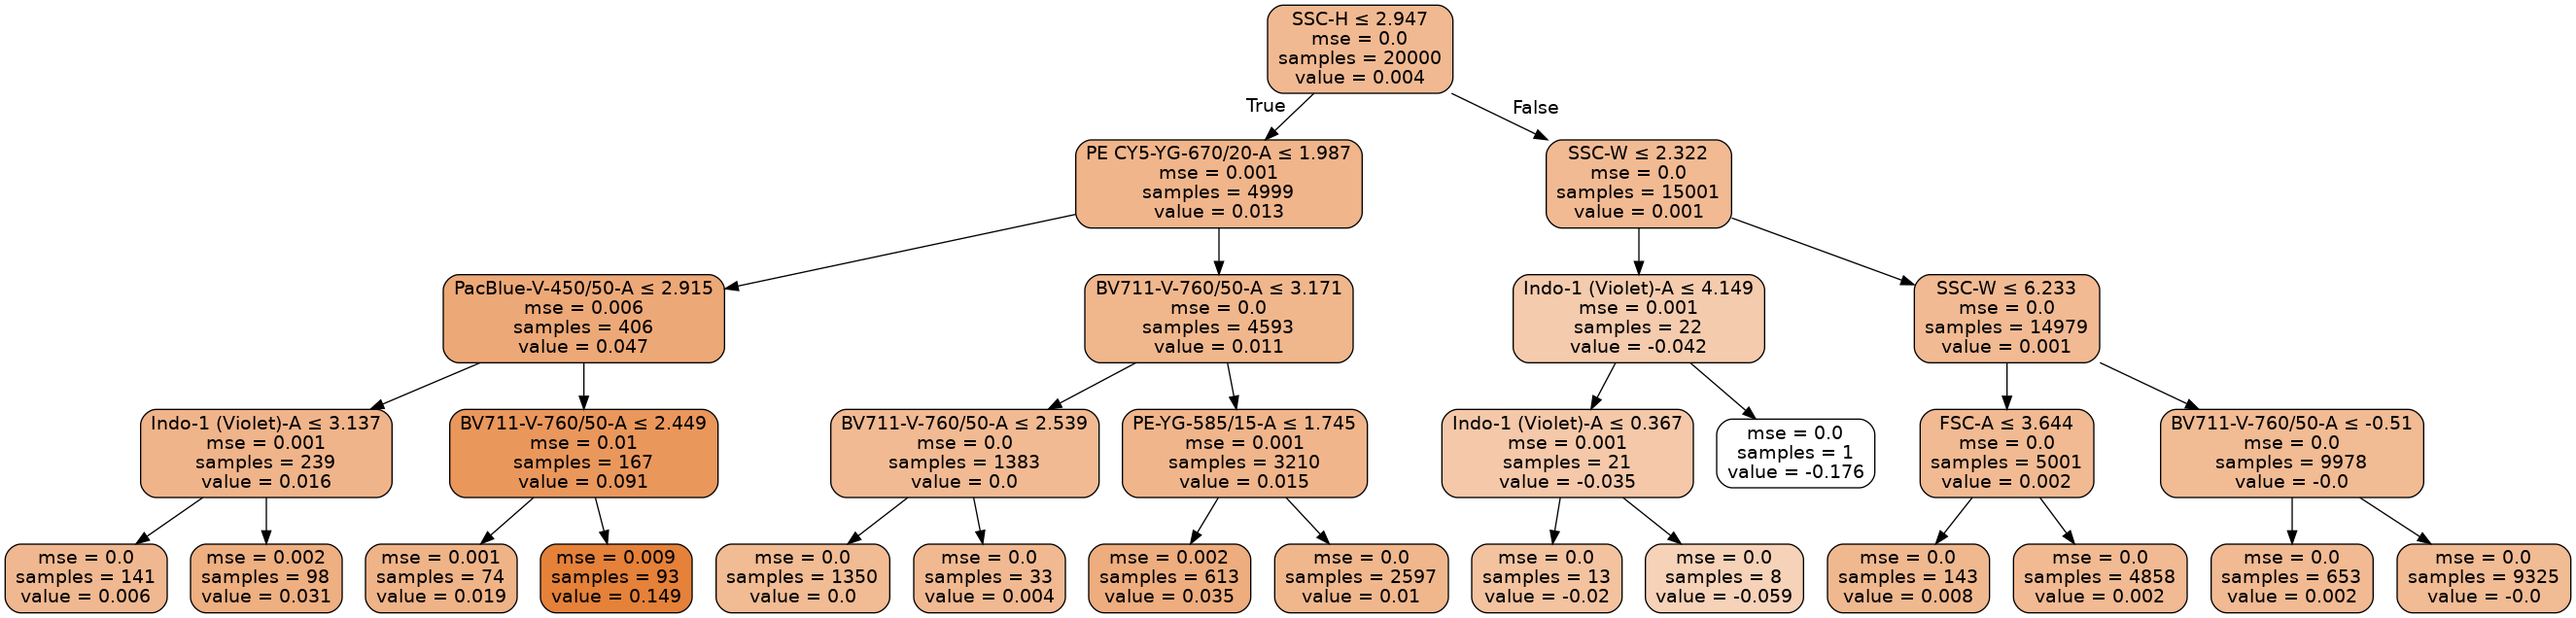 SSC-H ≤ 2.947
mse = 0.0
samples = 20000
value = 0.004
True
False
PE CY5-YG-670/20-A ≤ 1.987
mse = 0.001
samples = 4999
value = 0.013
SSC-W ≤ 2.322
mse = 0.0
samples = 15001
value = 0.001
PacBlue-V-450/50-A ≤ 2.915
mse = 0.006
samples = 406
value = 0.047
BV711-V-760/50-A ≤ 3.171
mse = 0.0
samples = 4593
value = 0.011
Indo-1 (Violet)-A ≤ 4.149
mse = 0.001
samples = 22
value = -0.042
SSC-W ≤ 6.233
mse = 0.0
samples = 14979
value = 0.001
Indo-1 (Violet)-A ≤ 3.137
mse = 0.001
samples = 239
value = 0.016
BV711-V-760/50-A ≤ 2.449
mse = 0.01
samples = 167
value = 0.091
BV711-V-760/50-A ≤ 2.539
mse = 0.0
samples = 1383
value = 0.0
PE-YG-585/15-A ≤ 1.745
mse = 0.001
samples = 3210
value = 0.015
Indo-1 (Violet)-A ≤ 0.367
mse = 0.001
samples = 21
value = -0.035
mse = 0.0
samples = 1
value = -0.176
FSC-A ≤ 3.644
mse = 0.0
samples = 5001
value = 0.002
BV711-V-760/50-A ≤ -0.51
mse = 0.0
samples = 9978
value = -0.0
mse = 0.0
samples = 141
value = 0.006
mse = 0.002
samples = 98
value = 0.031
mse = 0.001
samples = 74
value = 0.019
mse = 0.009
samples = 93
value = 0.149
mse = 0.0
samples = 1350
value = 0.0
mse = 0.0
samples = 33
value = 0.004
mse = 0.002
samples = 613
value = 0.035
mse = 0.0
samples = 2597
value = 0.01
mse = 0.0
samples = 13
value = -0.02
mse = 0.0
samples = 8
value = -0.059
mse = 0.0
samples = 143
value = 0.008
mse = 0.0
samples = 4858
value = 0.002
mse = 0.0
samples = 653
value = 0.002
mse = 0.0
samples = 9325
value = -0.0